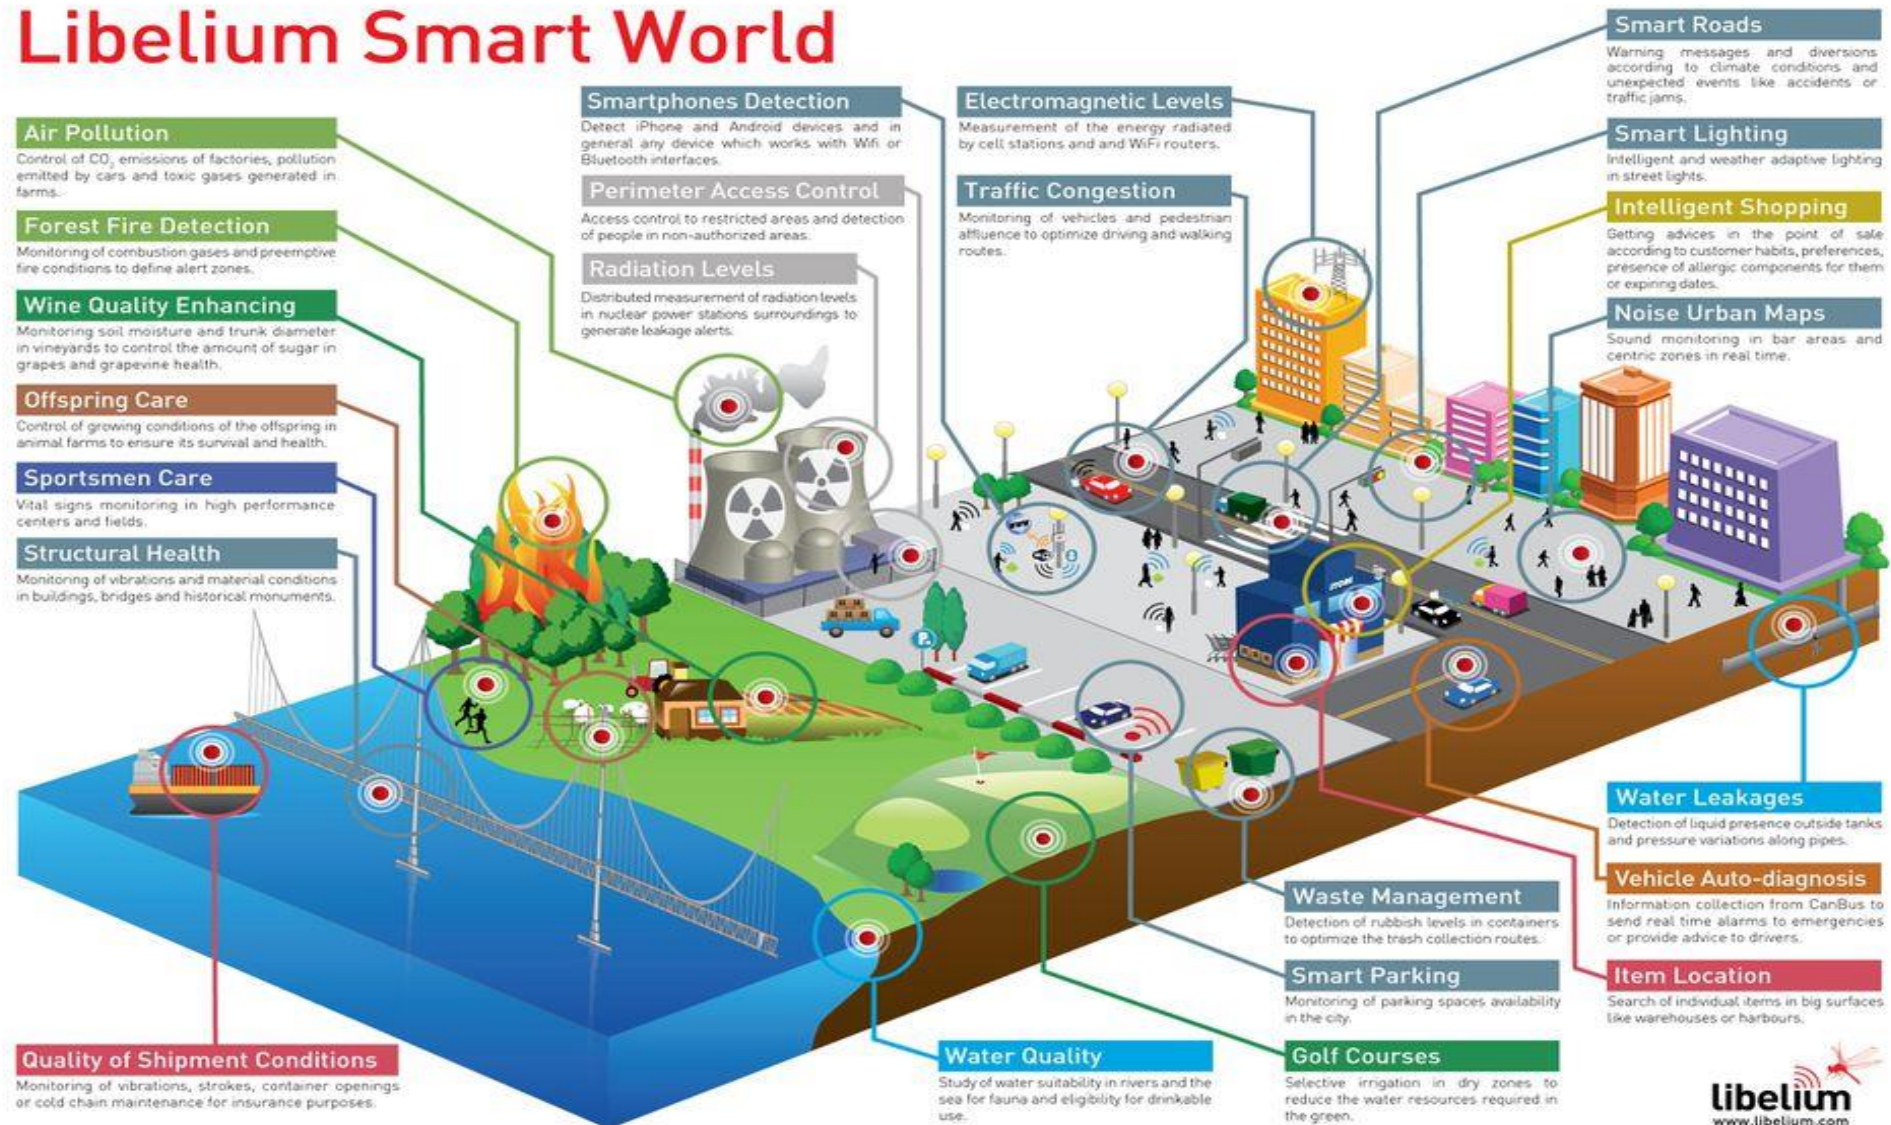 Libelium Smart World
Air Pollution
Control of CO2 emissions of factories, pollution
emitted by cars and toxic gases generated in
farms.
Forest Fire Detection
Monitoring of combustion gases and preemptive
fire conditions to define alert zones.
Wine Quality Enhancing
Monitoring soil moisture and trunk diameter
in vineyards to control the amount of sugar in
grapes and grapevine health.
Offspring Care
Control of growing conditions of the offspring in
animal farms to ensure its survival and health.
Sportsmen Care
Vital signs monitoring in high performance
centers and fields.
Structural Health
Monitoring of vibrations and material conditions
in buildings, bridges and historical monuments.
Quality of Shipment Conditions
Monitoring of vibrations, strokes, container openings
or cold chain maintenance for insurance purposes.
Smartphones Detection
Detect iPhone and Android devices and in
general any device which works with Wifi or
Bluetooth interfaces.
Perimeter Access Control
Access control to restricted areas and detection
of people in non-authorized areas.
Radiation Levels
Distributed measurement of radiation levels
in nuclear power stations surroundings to
generate leakage alerts.
Electromagnetic Levels
Measurement of the energy radiated
by cell stations and and WiFi routers.
Traffic Congestion
Monitoring of vehicles and pedestrian
affluence to optimize driving and walking
routes.
Smart Roads
Warning messages and diversions
according to climate conditions and
unexpected events like accidents or
traffic jams.
Smart Lighting
Intelligent and weather adaptive lighting
in street lights.
Intelligent Shopping
Getting advices in the point of sale
according to customer habits, preferences,
presence of allergic components for them
or expiring dates.
Noise Urban Maps
Sound monitoring in bar areas and
centric zones in real time.
P
STORE
Water Leakages
Detection of liquid presence outside tanks
and pressure variations along pipes.
Vehicle Auto-diagnosis
Information collection from CanBus to
send real time alarms to emergencies
or provide advice to drivers.
Item Location
Search of individual items in big surfaces
like warehouses or harbours.
Waste Management
Detection of rubbish levels in containers
to optimize the trash collection routes.
Smart Parking
Monitoring of parking spaces availability
in the city.
Golf Courses
Selective irrigation in dry zones to
reduce the water resources required in
the green.
Water Quality
Study of water suitability in rivers and the
sea for fauna and eligibility for drinkable
use.
libelium
www.libelium.com